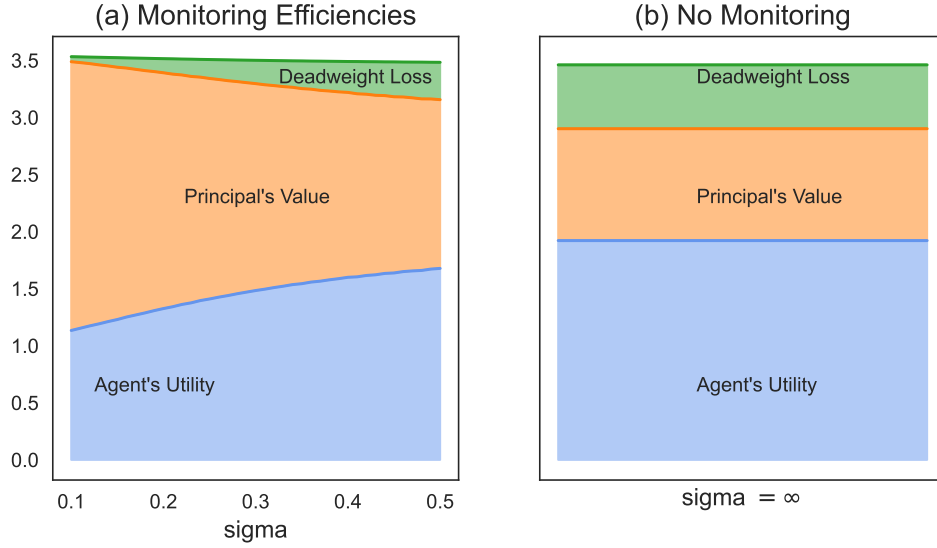 (a) Monitoring Efficiencies
3.5
3.0
2.5
2.0
1.5
1.0
0.5
0.0
Deadweight Loss
Principal's Value
Agent's Utility
0.1 0.2 0.3 0.4 0.5
sigma
(b) No Monitoring
Deadweight Loss
Principal's Value
Agent's Utility
sigma = ∞